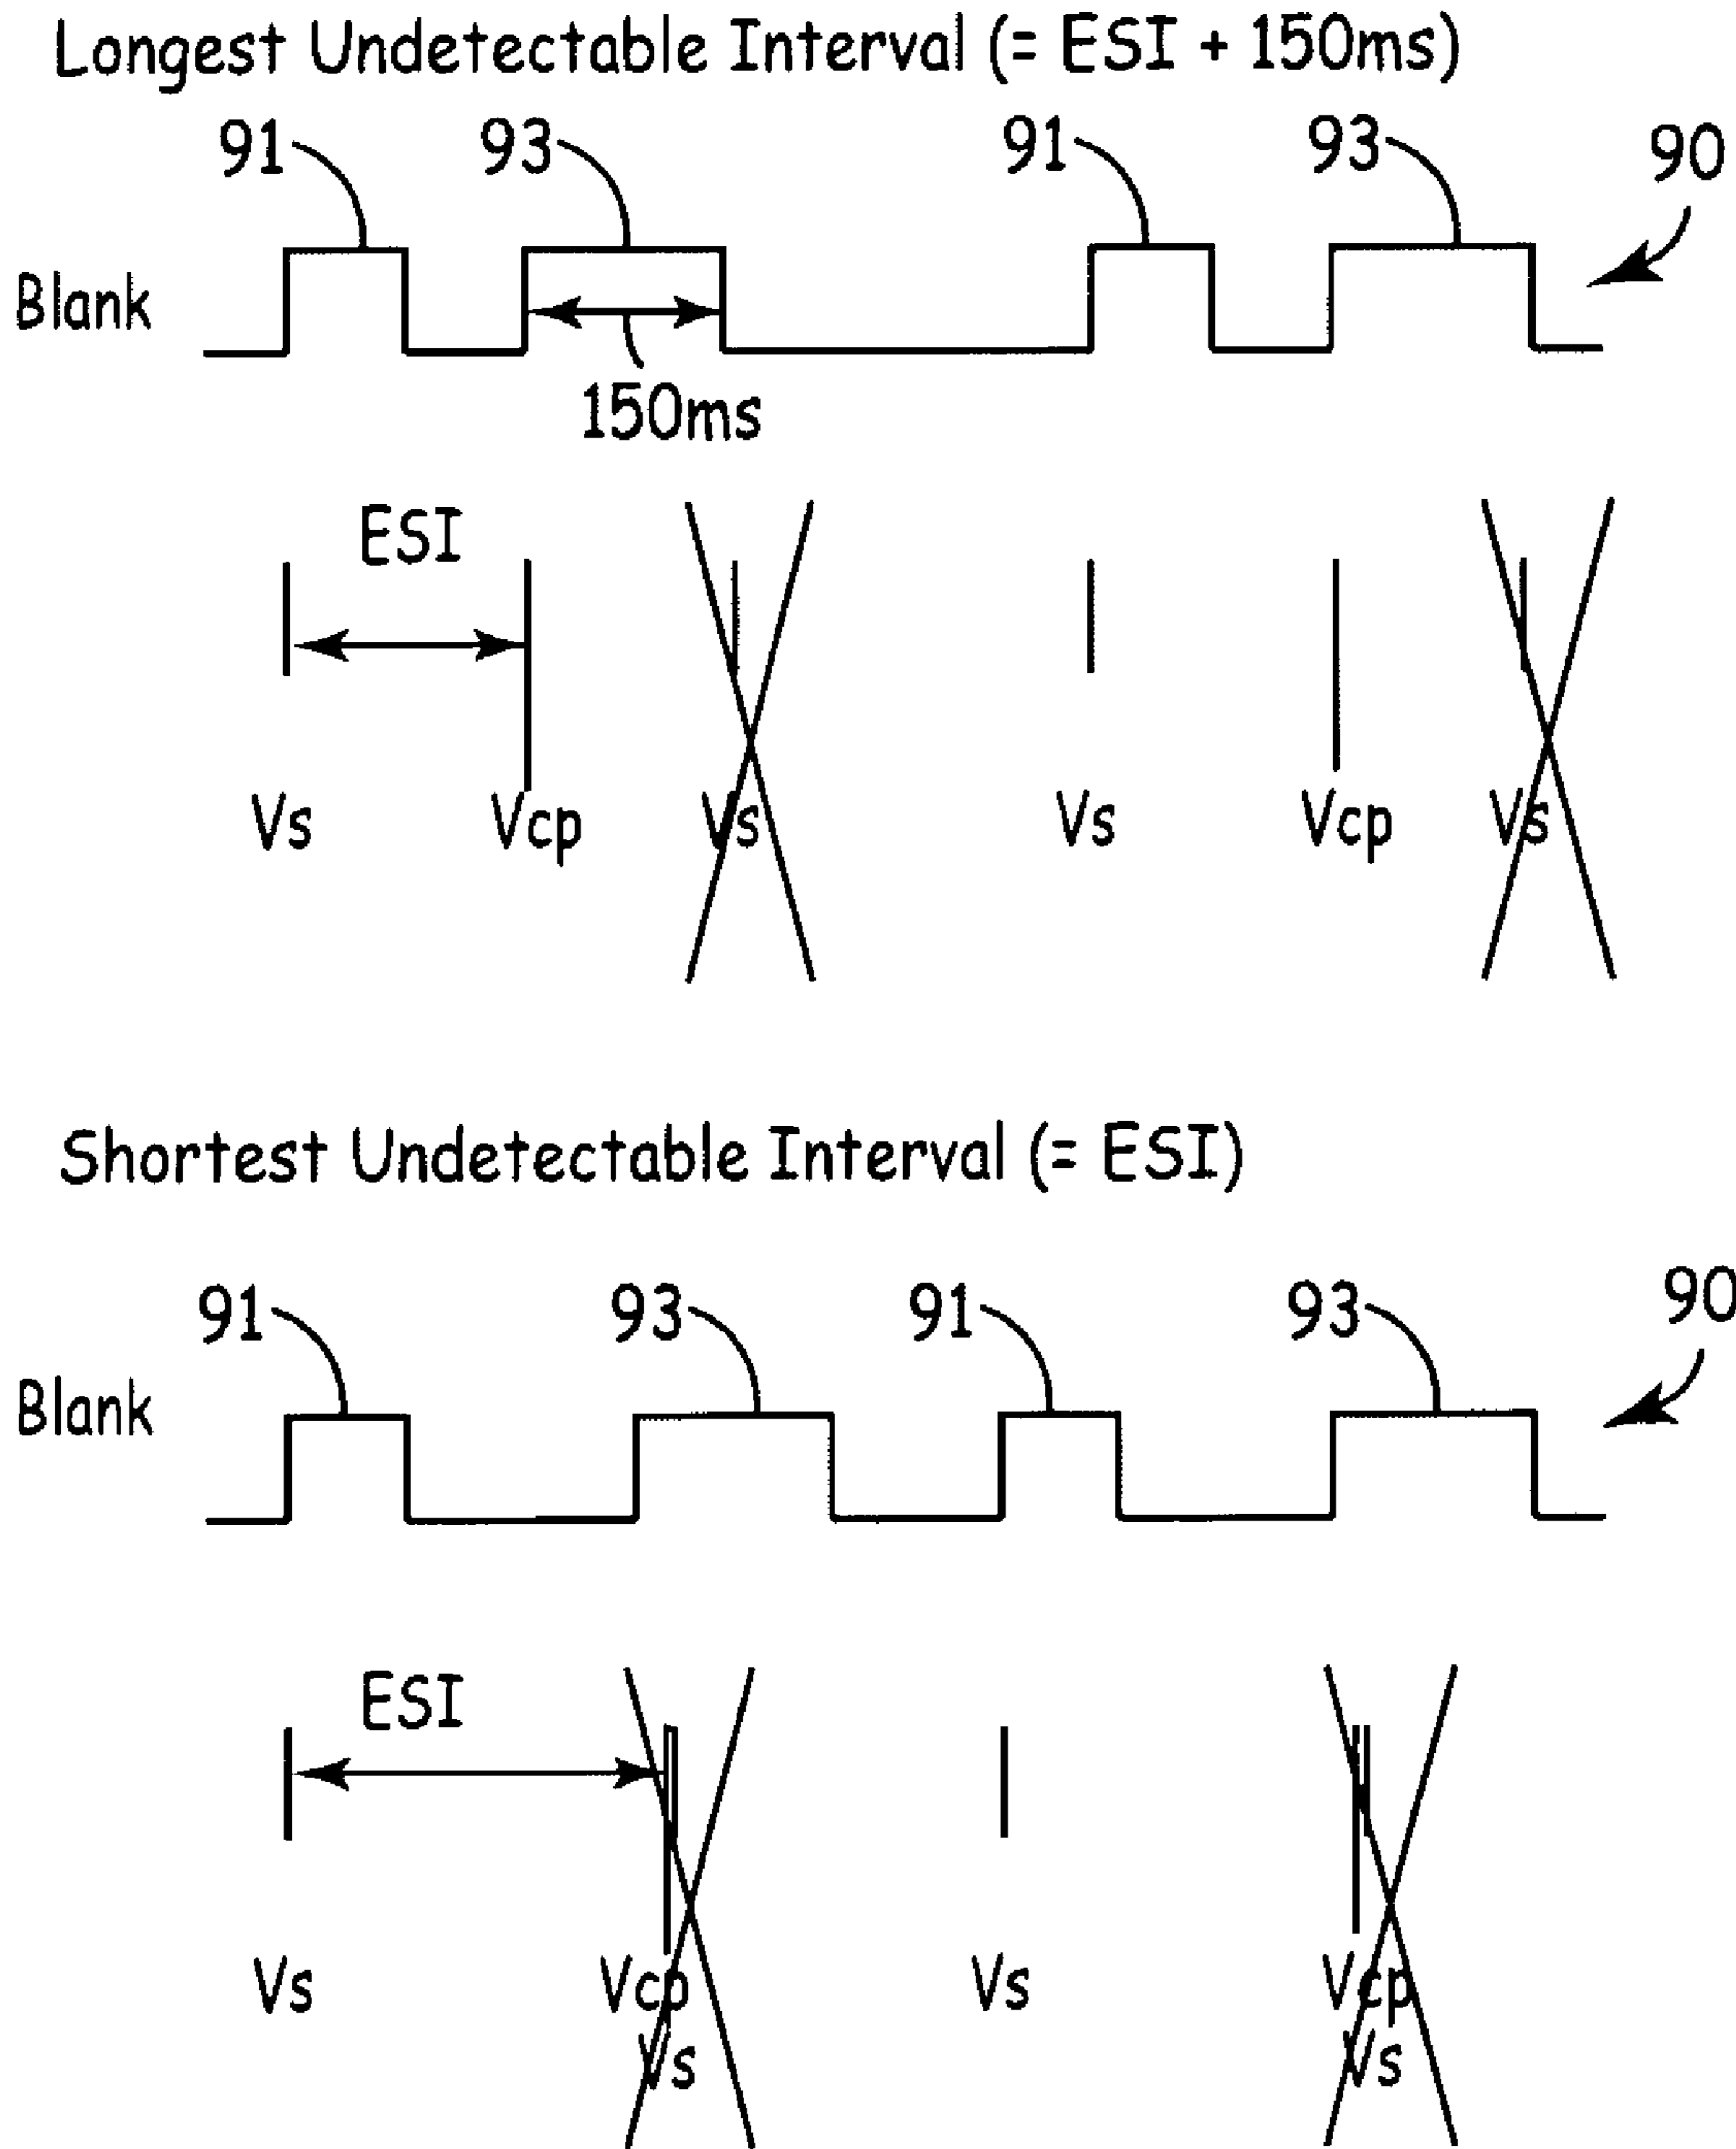 Longest Undetectable Interval (= ESI + 150ms)
91 93 91 93 90
Blank
150ms
ESI
Vs Vcp Vs Vs Vcp Vs
Shortest Undetectable Interval (= ESI)
91 93 91 93 90
Blank
ESI
Vs Vcp Vs Vcp
Vs Vs